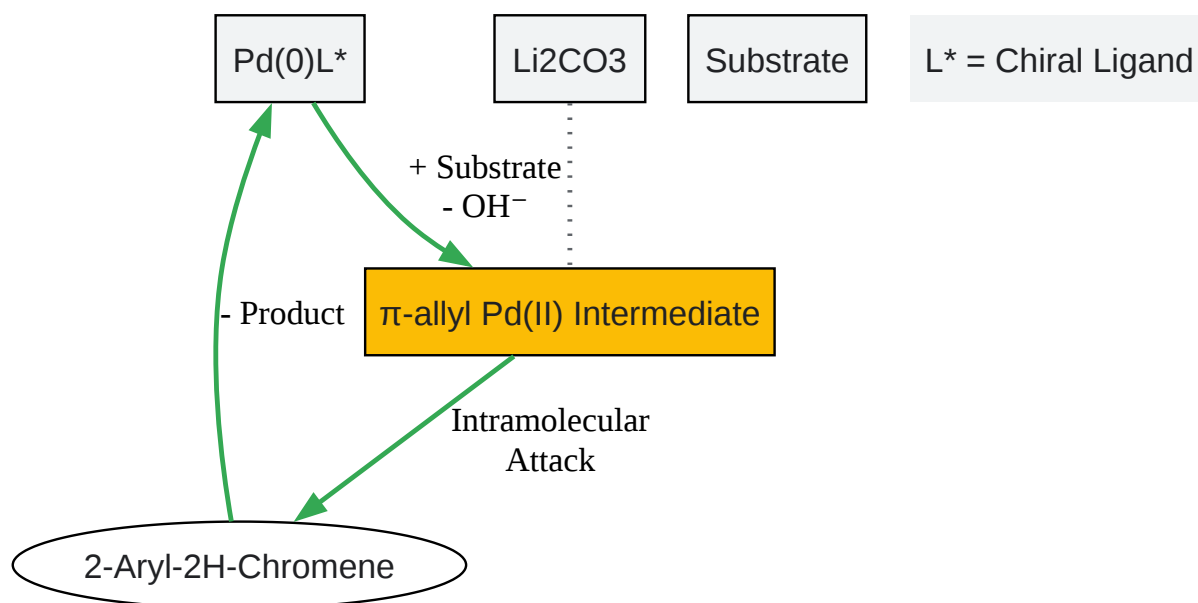 Pd(0)L*
Li2CO3
Substrate
L* = Chiral Ligand
+ Substrate
- OH⁻
- Product
π-allyl Pd(II) Intermediate
Intramolecular
Attack
2-Aryl-2H-Chromene